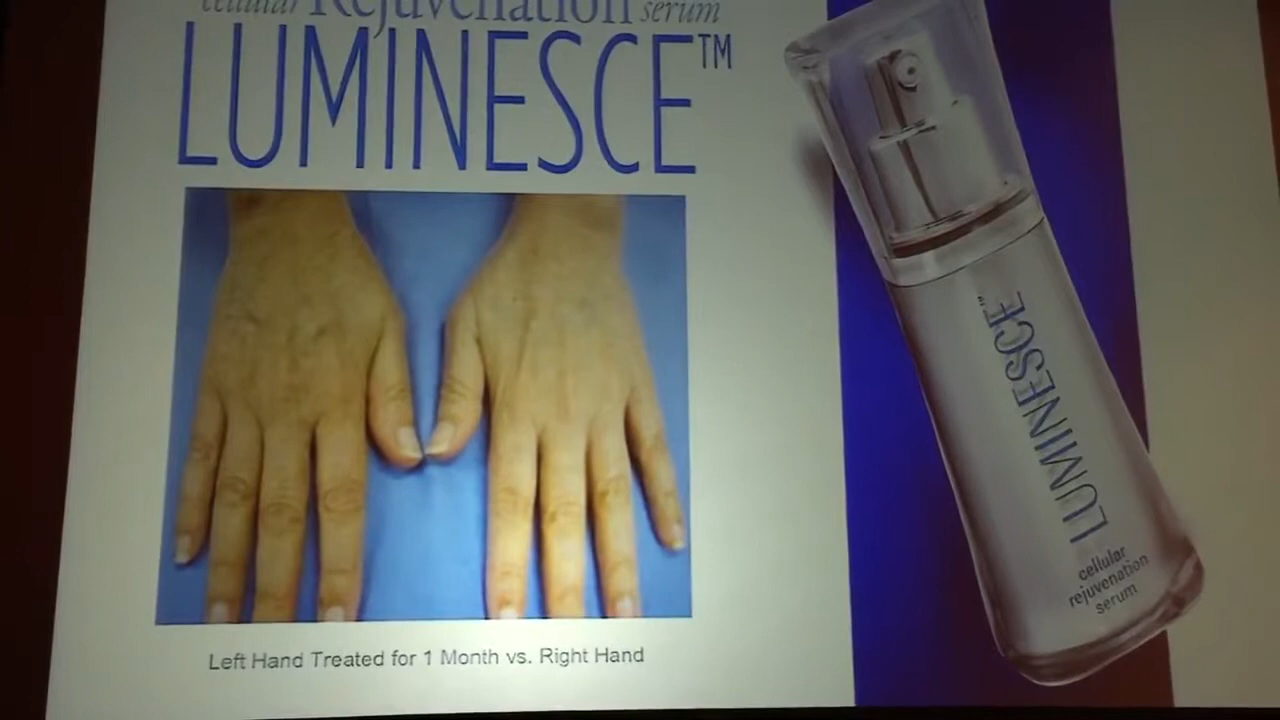 cellular Rejuvenation serum
LUMINESCE™
Left Hand Treated for 1 Month vs. Right Hand
LUMINESCE™
cellular
rejuvenation
serum